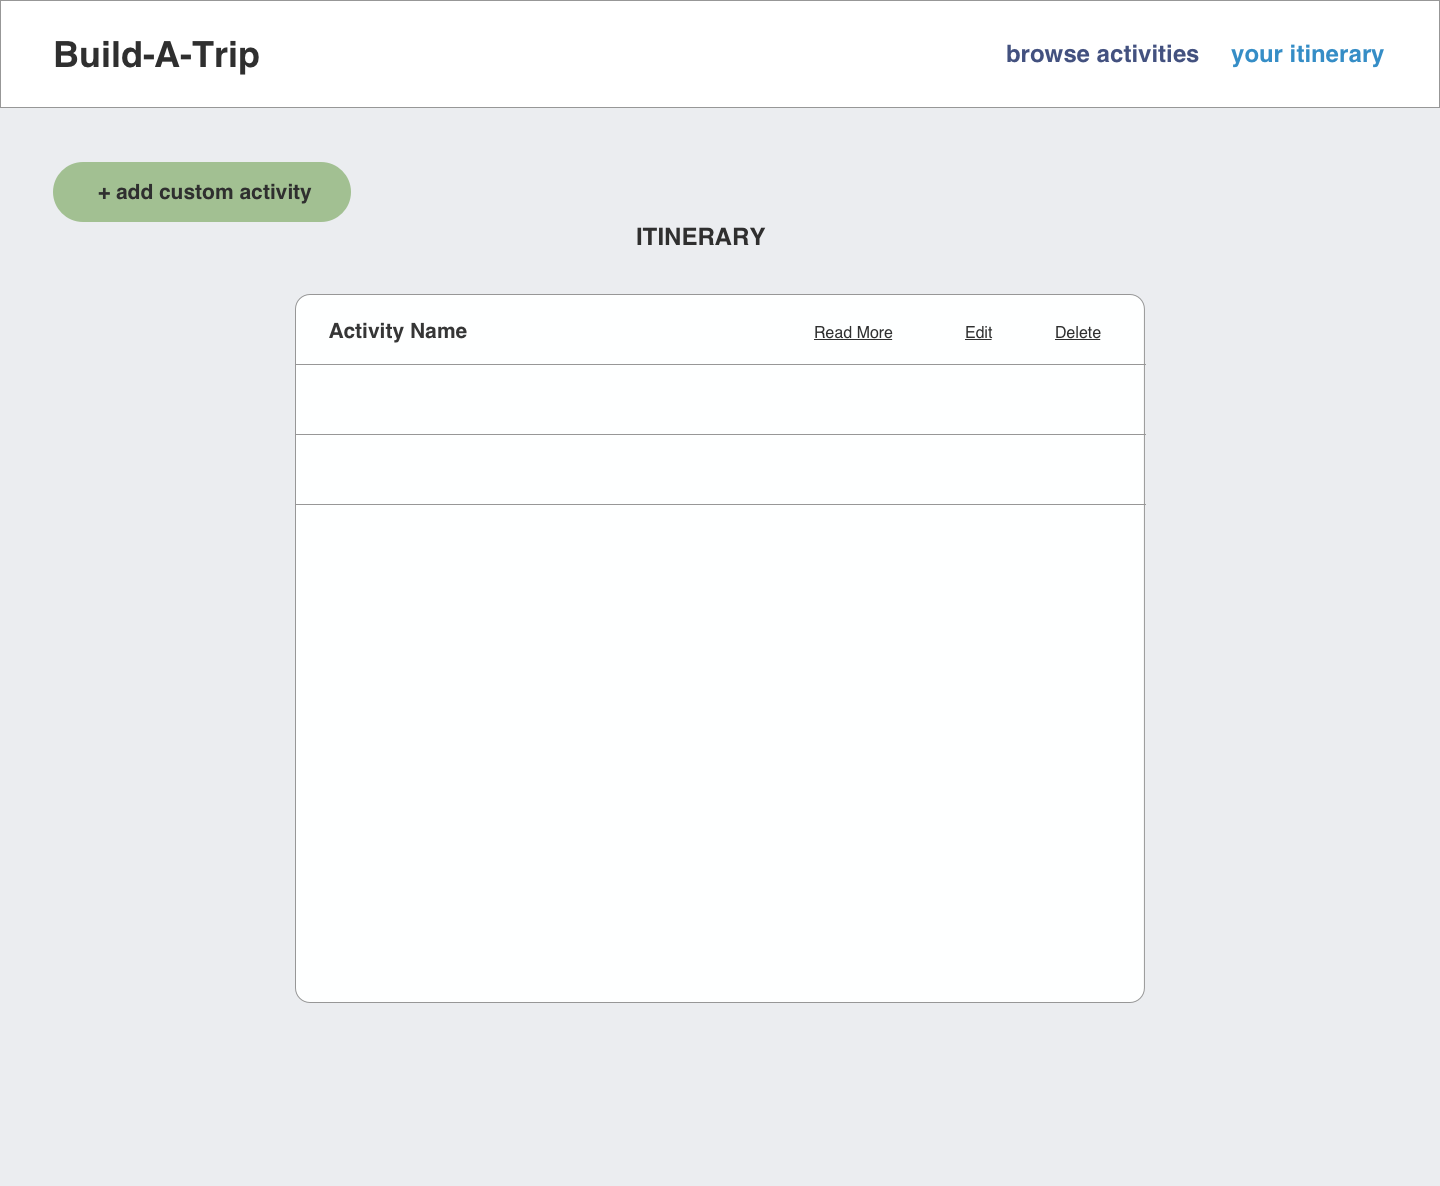 Build-A-Trip
browse activities your itinerary
+ add custom activity
ITINERARY
Activity Name Read More Edit Delete